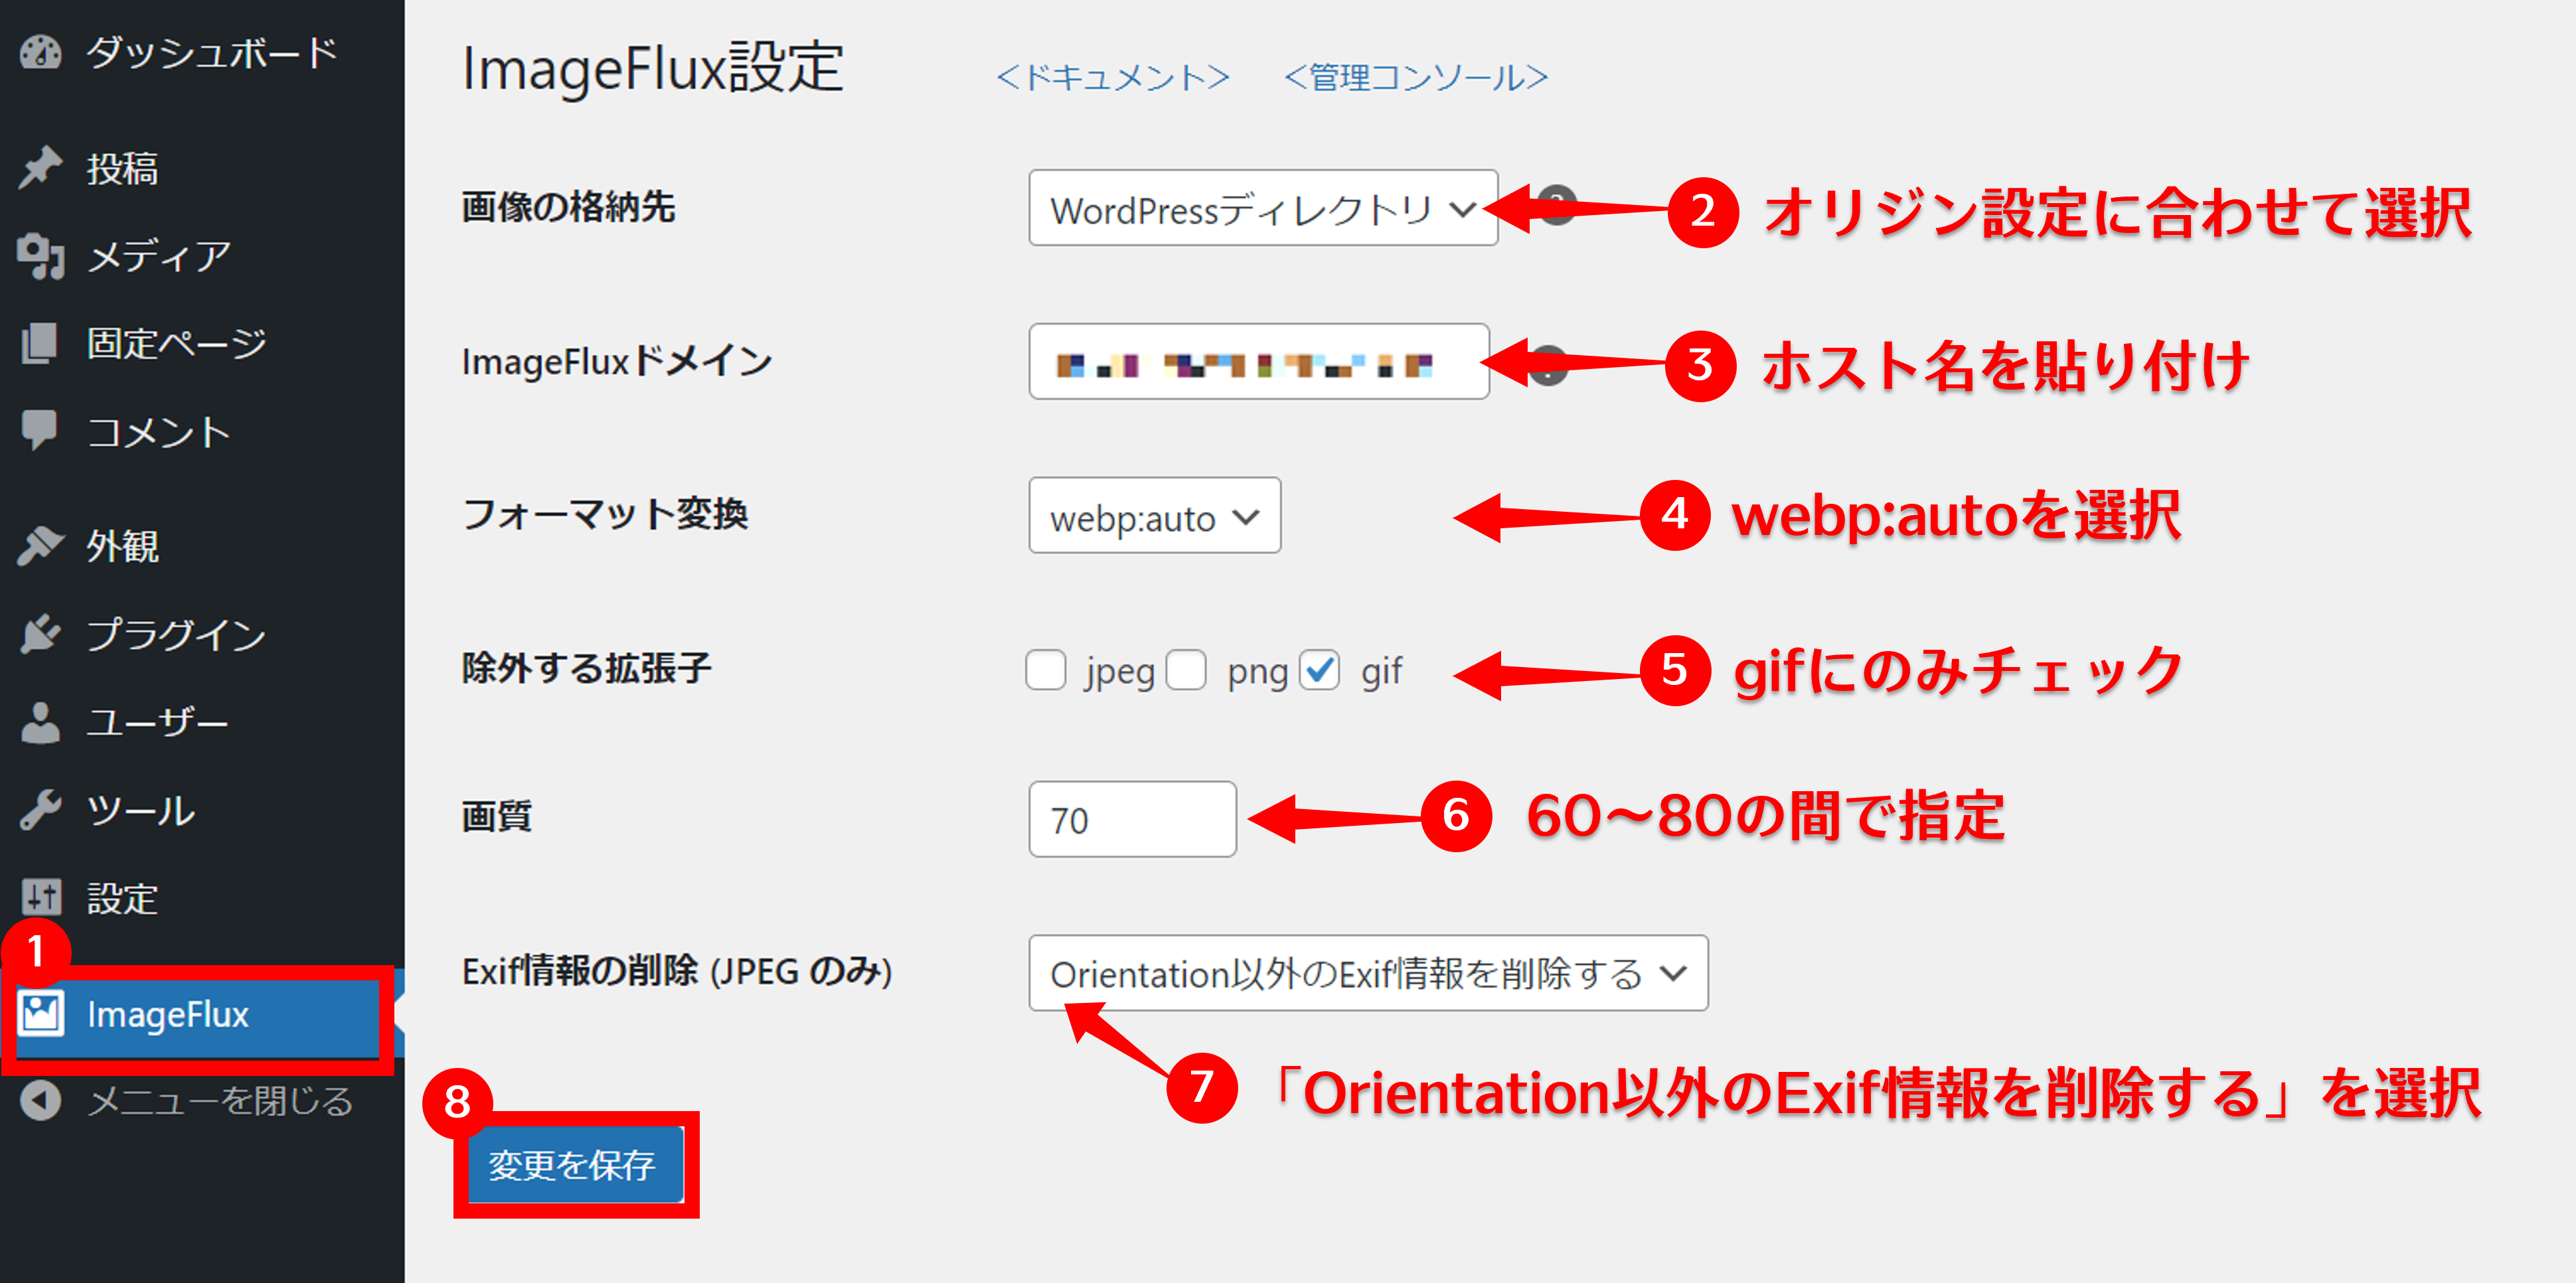 ダッシュボード
投稿
メディア
固定ページ
コメント
外観
プラグイン
ユーザー
ツール
設定
1
ImageFlux
メニューを閉じる
ImageFlux設定 <ドキュメント> <管理コンソール>
画像の格納先 WordPressディレクトリ 2 オリジン設定に合わせて選択
ImageFluxドメイン 3 ホスト名を貼り付け
フォーマット変換 webp:auto 4 webp:autoを選択
除外する拡張子 jpeg png gif 5 gifにのみチェック
画質 70 6 60〜80の間で指定
Exif情報の削除 (JPEG のみ) Orientation以外のExif情報を削除する
7 「Orientation以外のExif情報を削除する」を選択
8
変更を保存